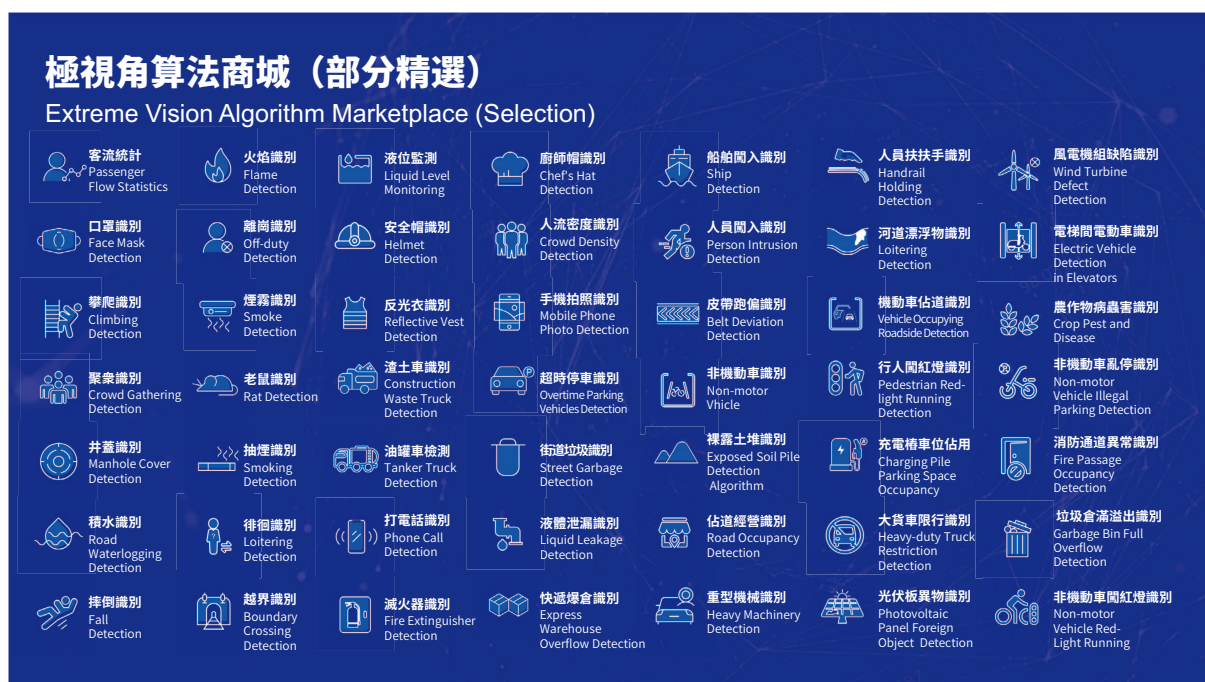 極視角算法商城（部分精選）
Extreme Vision Algorithm Marketplace (Selection)
客流統計
Passenger
Flow Statistics
火焰識別
Flame
Detection
液位監測
Liquid Level
Monitoring
廚師帽識別
Chef's Hat
Detection
船舶闖入識別
Ship
Detection
人員扶扶手識別
Handrail
Holding
Detection
風電機組缺陷識別
Wind Turbine
Defect
Detection
口罩識別
Face Mask
Detection
離崗識別
Off-duty
Detection
安全帽識別
Helmet
Detection
人流密度識別
Crowd Density
Detection
人員闖入識別
Person Intrusion
Detection
河道漂浮物識別
Loitering
Detection
電梯間電動車識別
Electric Vehicle
Detection
in Elevators
攀爬識別
Climbing
Detection
煙霧識別
Smoke
Detection
反光衣識別
Reflective Vest
Detection
手機拍照識別
Mobile Phone
Photo Detection
皮帶跑偏識別
Belt Deviation
Detection
機動車佔道識別
Vehicle Occupying
Roadside Detection
農作物病蟲害識別
Crop Pest and
Disease
聚衆識別
Crowd Gathering
Detection
老鼠識別
Rat Detection
渣土車識別
Construction
Waste Truck
Detection
超時停車識別
Overtime Parking
Vehicles Detection
P
非機動車識別
Non-motor
Vhicle
行人闖紅燈識別
Pedestrian Red-
light Running
Detection
非機動車亂停識別
Non-motor
Vehicle Illegal
Parking Detection
井蓋識別
Manhole Cover
Detection
抽煙識別
Smoking
Detection
油罐車檢測
Tanker Truck
Detection
街道垃圾識別
Street Garbage
Detection
裸露土堆識別
Exposed Soil Pile
Detection
Algorithm
充電樁車位佔用
Charging Pile
Parking Space
Occupancy
消防通道異常識別
Fire Passage
Occupancy
Detection
積水識別
Road
Waterlogging
Detection
徘徊識別
Loitering
Detection
打電話識別
Phone Call
Detection
液體泄漏識別
Liquid Leakage
Detection
佔道經營識別
Road Occupancy
Detection
大貨車限行識別
Heavy-duty Truck
Restriction
Detection
垃圾倉滿溢出識別
Garbage Bin Full
Overflow
Detection
摔倒識別
Fall
Detection
越界識別
Boundary
Crossing
Detection
滅火器識別
Fire Extinguisher
Detection
快遞爆倉識別
Express
Warehouse
Overflow Detection
重型機械識別
Heavy Machinery
Detection
光伏板異物識別
Photovoltaic
Panel Foreign
Object Detection
非機動車闖紅燈識別
Non-motor
Vehicle Red-
Light Running